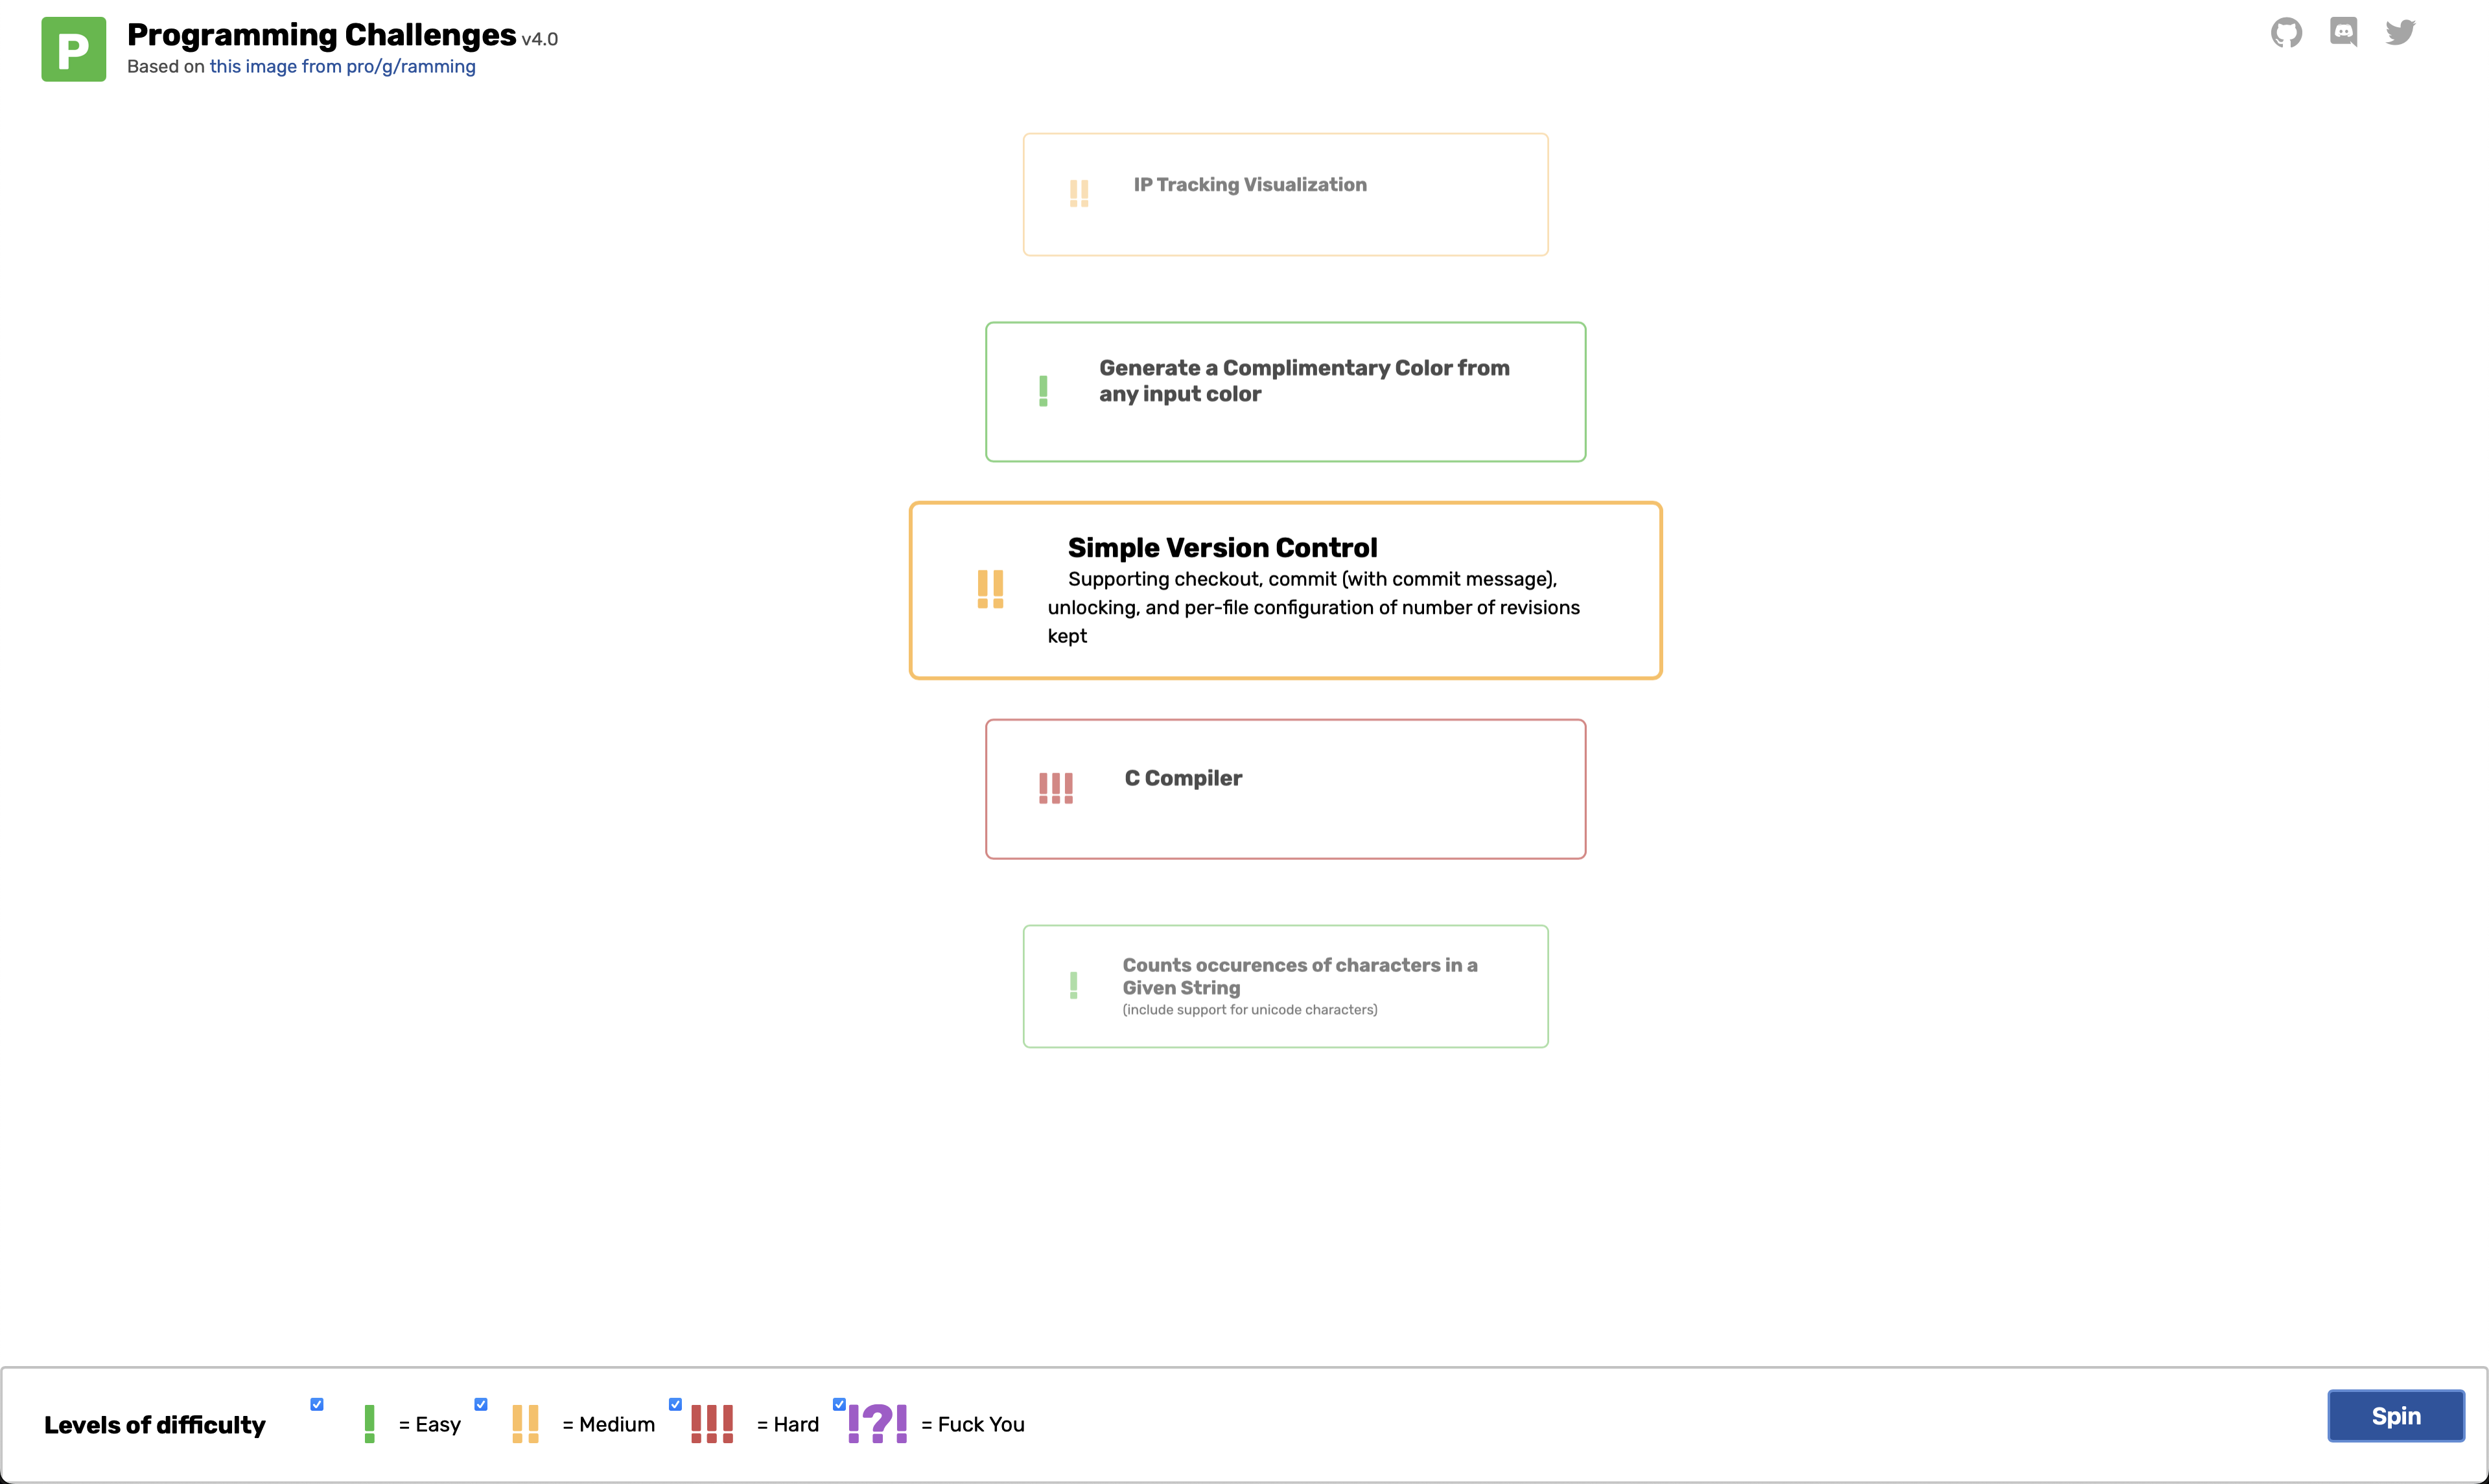 P
Programming Challenges v4.0
Based on this image from pro/g/ramming
!! IP Tracking Visualization
! Generate a Complimentary Color from
any input color
!! Simple Version Control
Supporting checkout, commit (with commit message),
unlocking, and per-file configuration of number of revisions
kept
!!! C Compiler
! Counts occurences of characters in a
Given String
(include support for unicode characters)
Levels of difficulty ! = Easy !! = Medium !!! = Hard !?! = Fuck You
Spin